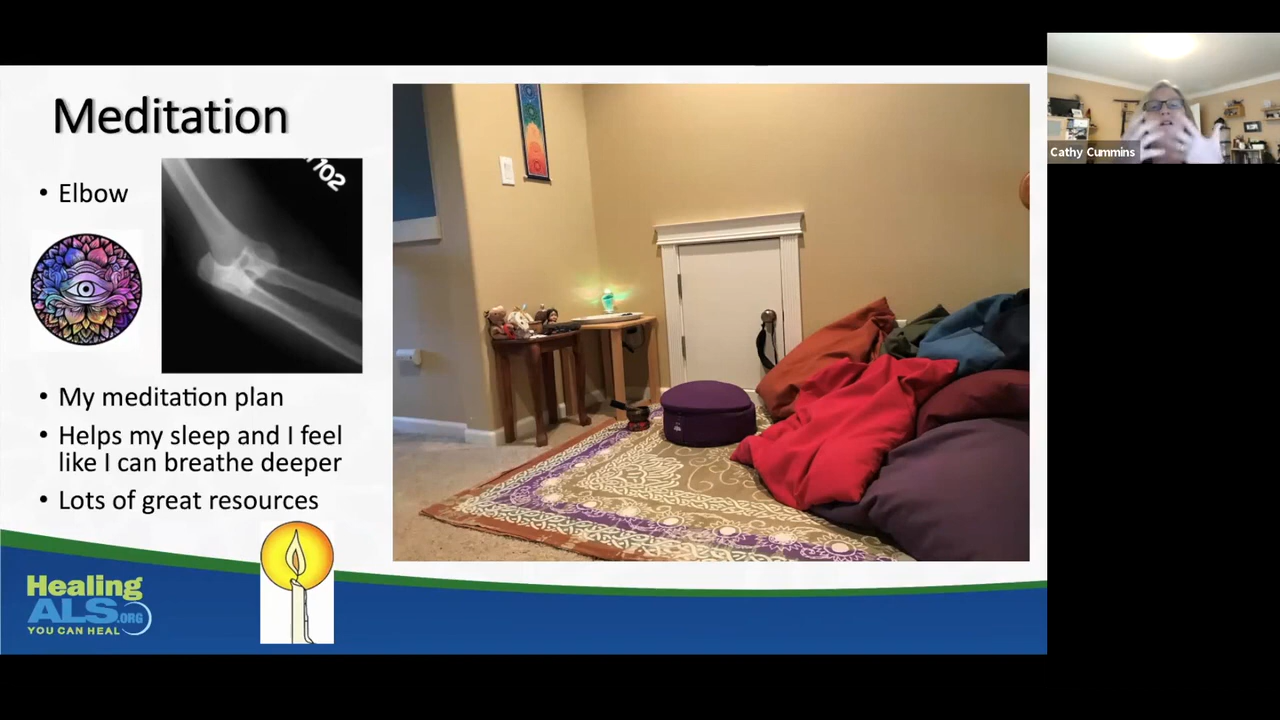 Meditation
• Elbow
1102
• My meditation plan
• Helps my sleep and I feel
like I can breathe deeper
• Lots of great resources
Healing
ALS.ORG
YOU CAN HEAL
Cathy Cummins